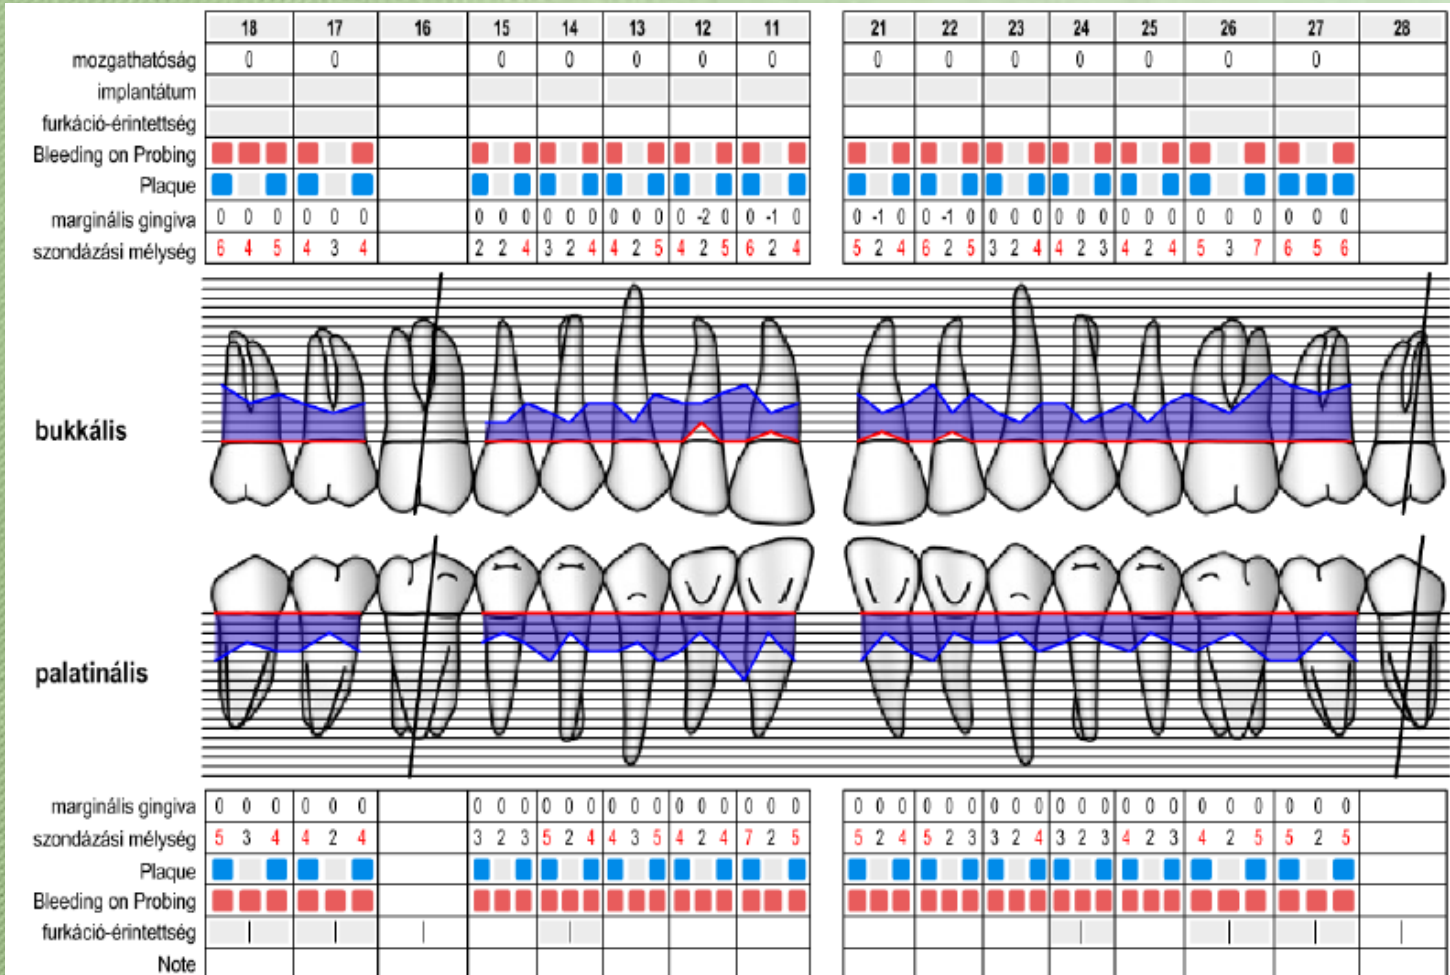 18 17 16 15 14 13 12 11 21 22 23 24 25 26 27 28
mozgathatóság 0 0 0 0 0 0 0 0 0 0 0 0 0 0
implantátum
furkáció-érintettség
Bleeding on Probing
Plaque
marginális gingiva 0 0 0 0 0 0 0 0 0 0 0 0 0 0 0 0 -2 0 0 -1 0 0 -1 0 0 -1 0 0 0 0 0 0 0 0 0 0 0 0 0 0 0 0
szondázási mélység 6 4 5 4 3 4 2 2 4 3 2 4 4 2 5 4 2 5 6 2 4 5 2 4 6 2 5 3 2 4 4 2 3 4 2 4 5 3 7 6 5 6
bukkális
palatinális
marginális gingiva 0 0 0 0 0 0 0 0 0 0 0 0 0 0 0 0 0 0 0 0 0 0 0 0 0 0 0 0 0 0 0 0 0 0 0 0 0 0 0 0 0 0
szondázási mélység 5 3 4 4 2 4 3 2 3 5 2 4 4 3 5 4 2 4 7 2 5 5 2 4 5 2 3 3 2 4 3 2 3 4 2 3 4 2 5 5 2 5
Plaque
Bleeding on Probing
furkáció-érintettség
Note